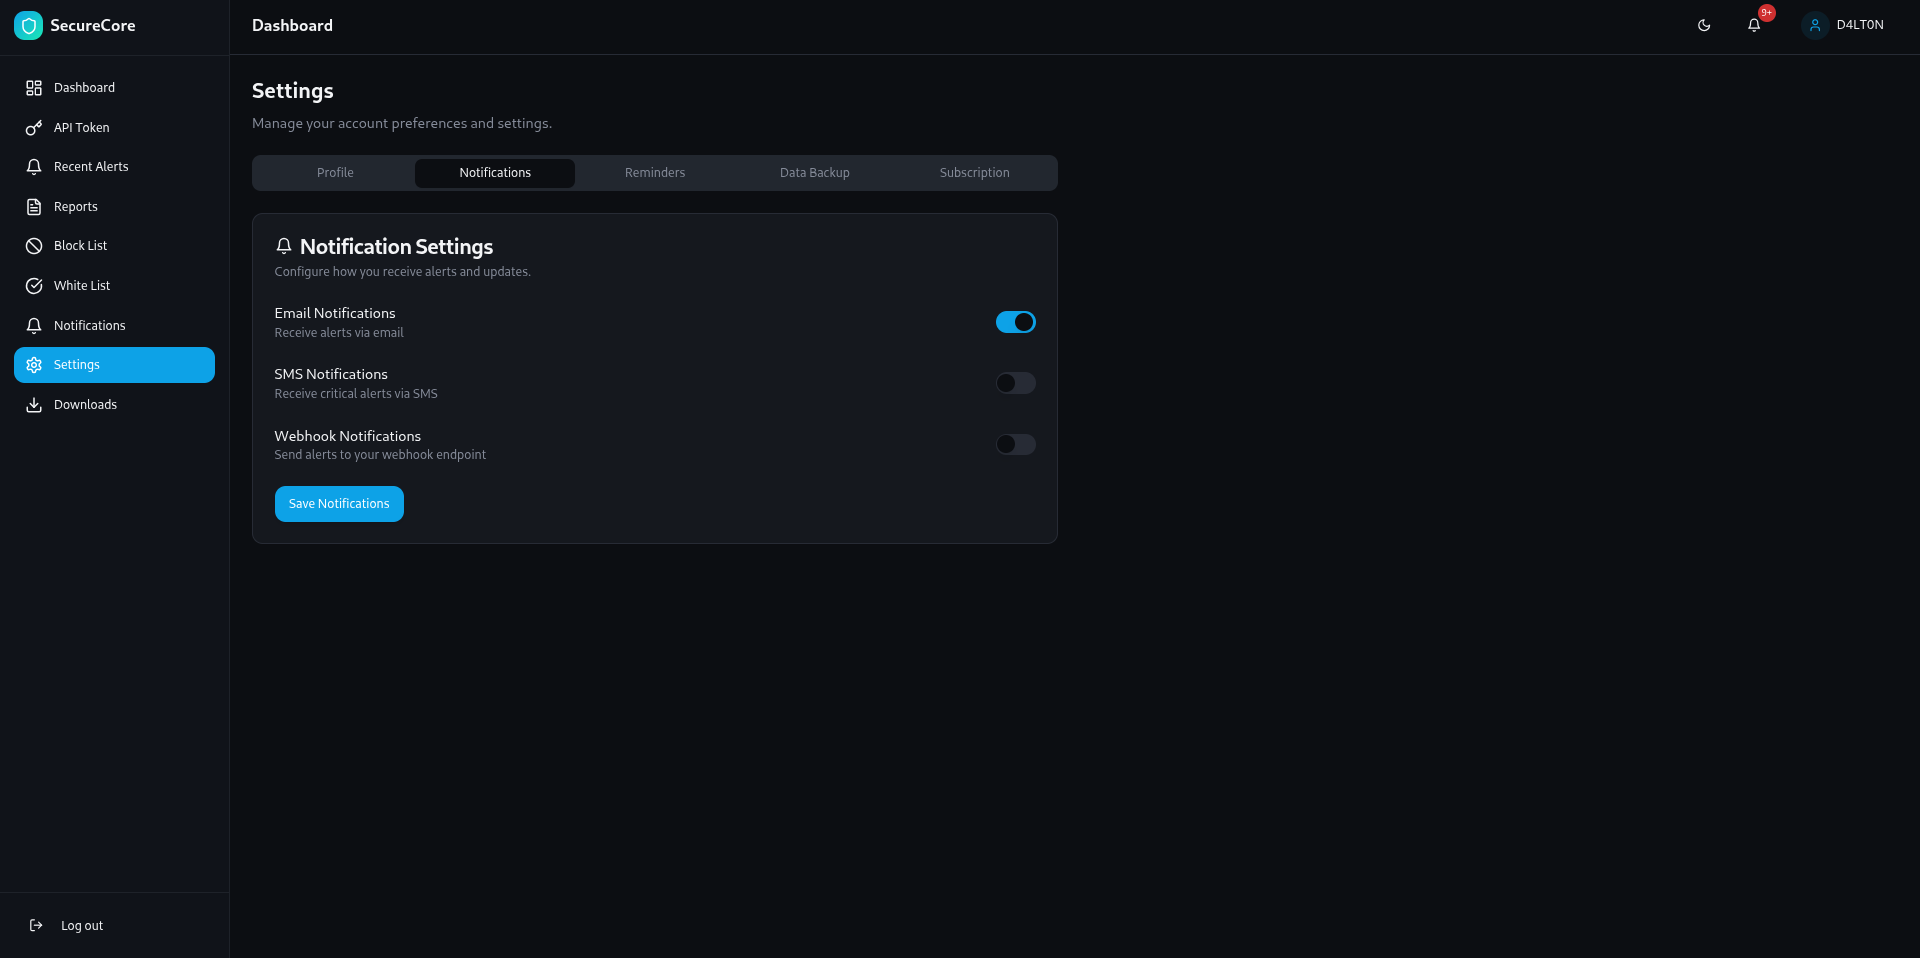 SecureCore
Dashboard
9+
D4LT0N
Dashboard
API Token
Recent Alerts
Reports
Block List
White List
Notifications
Settings
Downloads
Log out
Settings
Manage your account preferences and settings.
Profile
Notifications
Reminders
Data Backup
Subscription
Notification Settings
Configure how you receive alerts and updates.
Email Notifications
Receive alerts via email
SMS Notifications
Receive critical alerts via SMS
Webhook Notifications
Send alerts to your webhook endpoint
Save Notifications